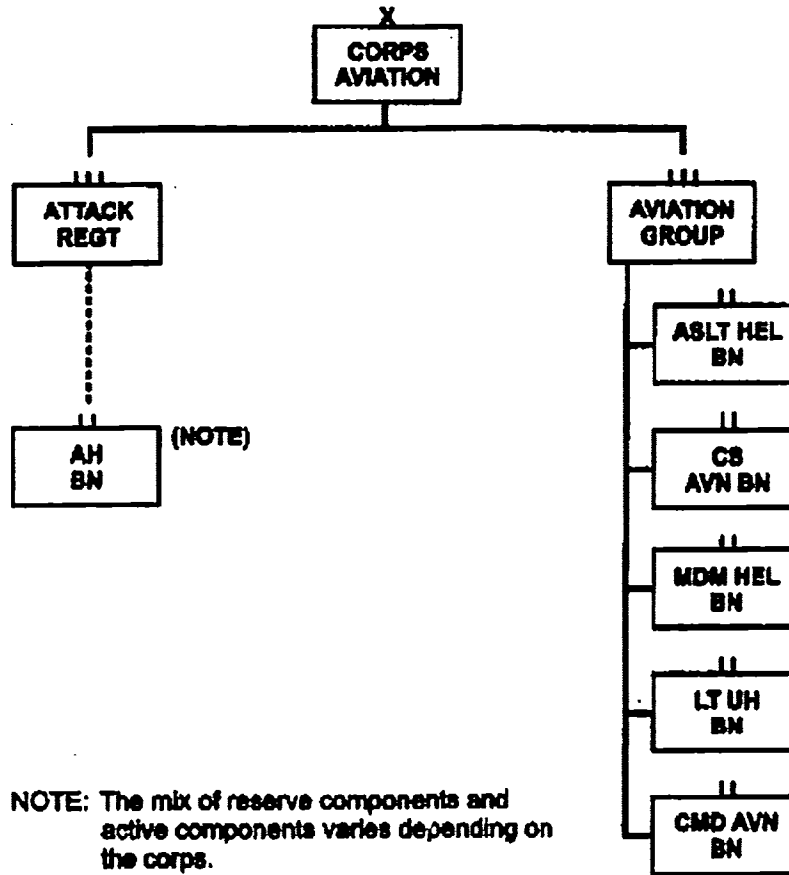 X
CORPS
AVIATION
III
ATTACK
REGT
III
AVIATION
GROUP
II
AH
BN
(NOTE)
II
ASLT HEL
BN
II
CS
AVN BN
II
MDM HEL
BN
II
LT UH
BN
II
CMD AVN
BN
NOTE: The mix of reserve components and
active components varies depending on
the corps.